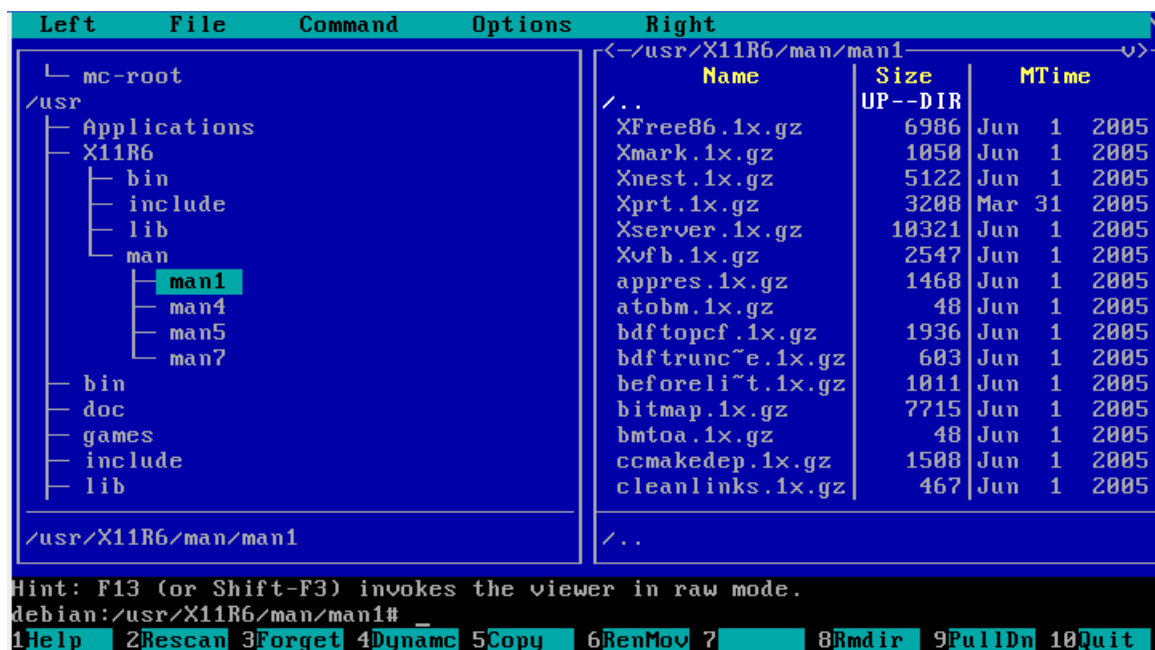 Left File Command Options Right
<-/usr/X11R6/man/man1 v>
mc-root Name Size MTime
/usr /.. UP--DIR
Applications XFree86.1x.gz 6986 Jun 1 2005
X11R6 Xmark.1x.gz 1050 Jun 1 2005
bin Xnest.1x.gz 5122 Jun 1 2005
include Xprt.1x.gz 3208 Mar 31 2005
lib Xserver.1x.gz 10321 Jun 1 2005
man Xvfb.1x.gz 2547 Jun 1 2005
man1 appres.1x.gz 1468 Jun 1 2005
man4 atobm.1x.gz 48 Jun 1 2005
man5 bdftopcf.1x.gz 1936 Jun 1 2005
man7 bdftrunc~e.1x.gz 603 Jun 1 2005
bin beforeli~t.1x.gz 1011 Jun 1 2005
doc bitmap.1x.gz 7715 Jun 1 2005
games bmtoa.1x.gz 48 Jun 1 2005
include ccmakedep.1x.gz 1508 Jun 1 2005
lib cleanlinks.1x.gz 467 Jun 1 2005
/usr/X11R6/man/man1 /..
Hint: F13 (or Shift-F3) invokes the viewer in raw mode.
debian:/usr/X11R6/man/man1# _
1Help 2Rescan 3Forget 4Dynamc 5Copy 6RenMov 7 8Rmdir 9PullDn 10Quit